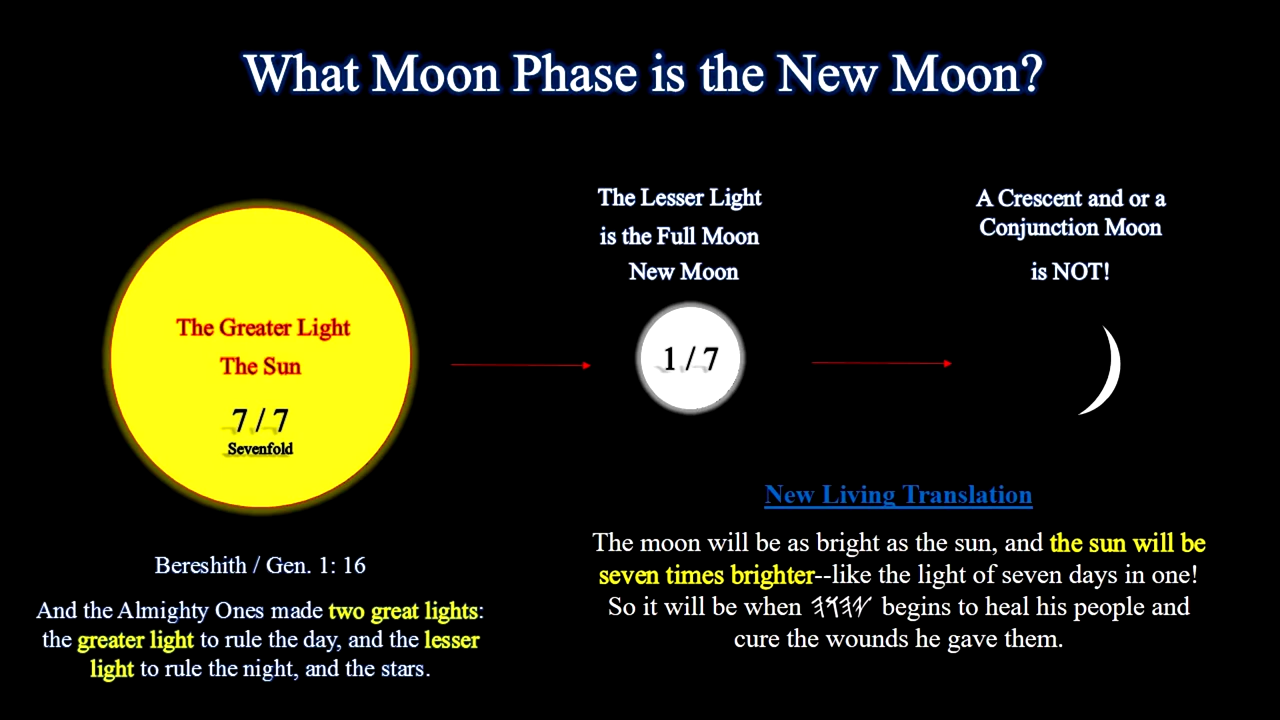 What Moon Phase is the New Moon?
The Greater Light
The Sun
7 / 7
Sevenfold
Bereshith / Gen. 1: 16
And the Almighty Ones made two great lights:
the greater light to rule the day, and the lesser
light to rule the night, and the stars.
The Lesser Light
is the Full Moon
New Moon
1 / 7
A Crescent and or a
Conjunction Moon
is NOT!
New Living Translation
The moon will be as bright as the sun, and the sun will be
seven times brighter--like the light of seven days in one!
So it will be when 𐤉𐤄𐤅𐤄 begins to heal his people and
cure the wounds he gave them.